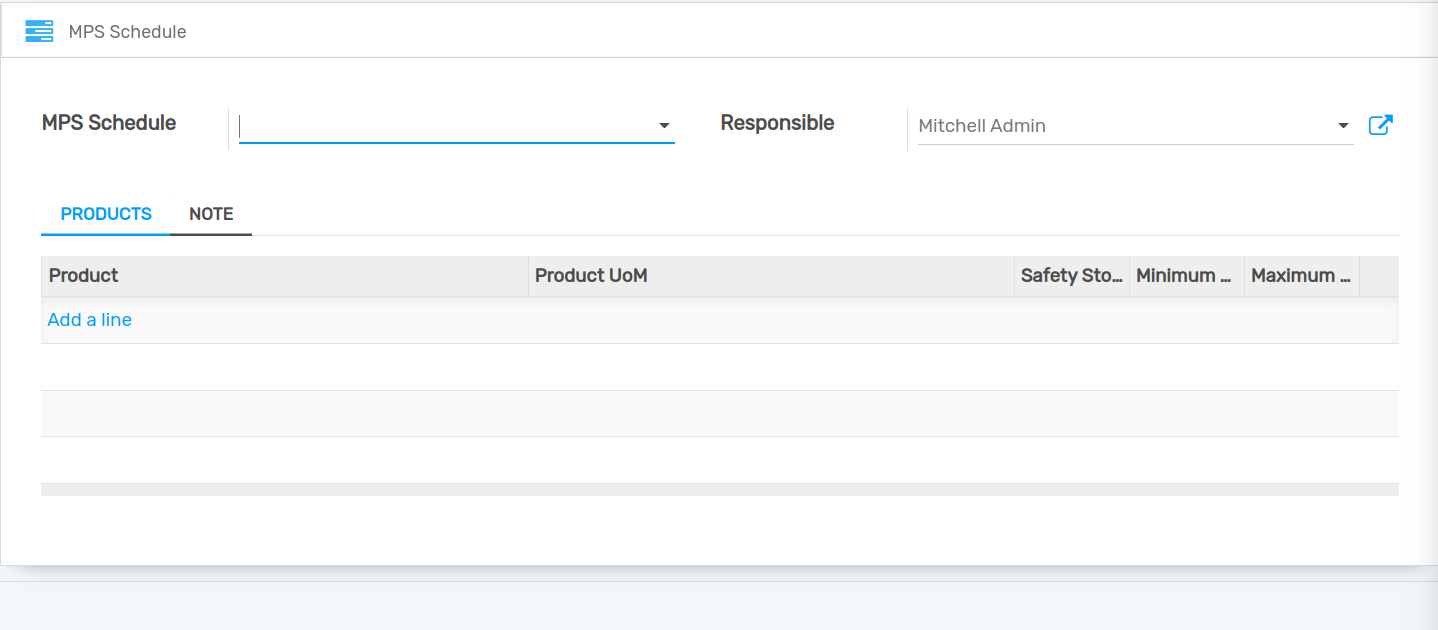 MPS Schedule
MPS Schedule
Responsible
Mitchell Admin
PRODUCTS NOTE
Product Product UoM Safety Sto... Minimum ... Maximum ...
Add a line